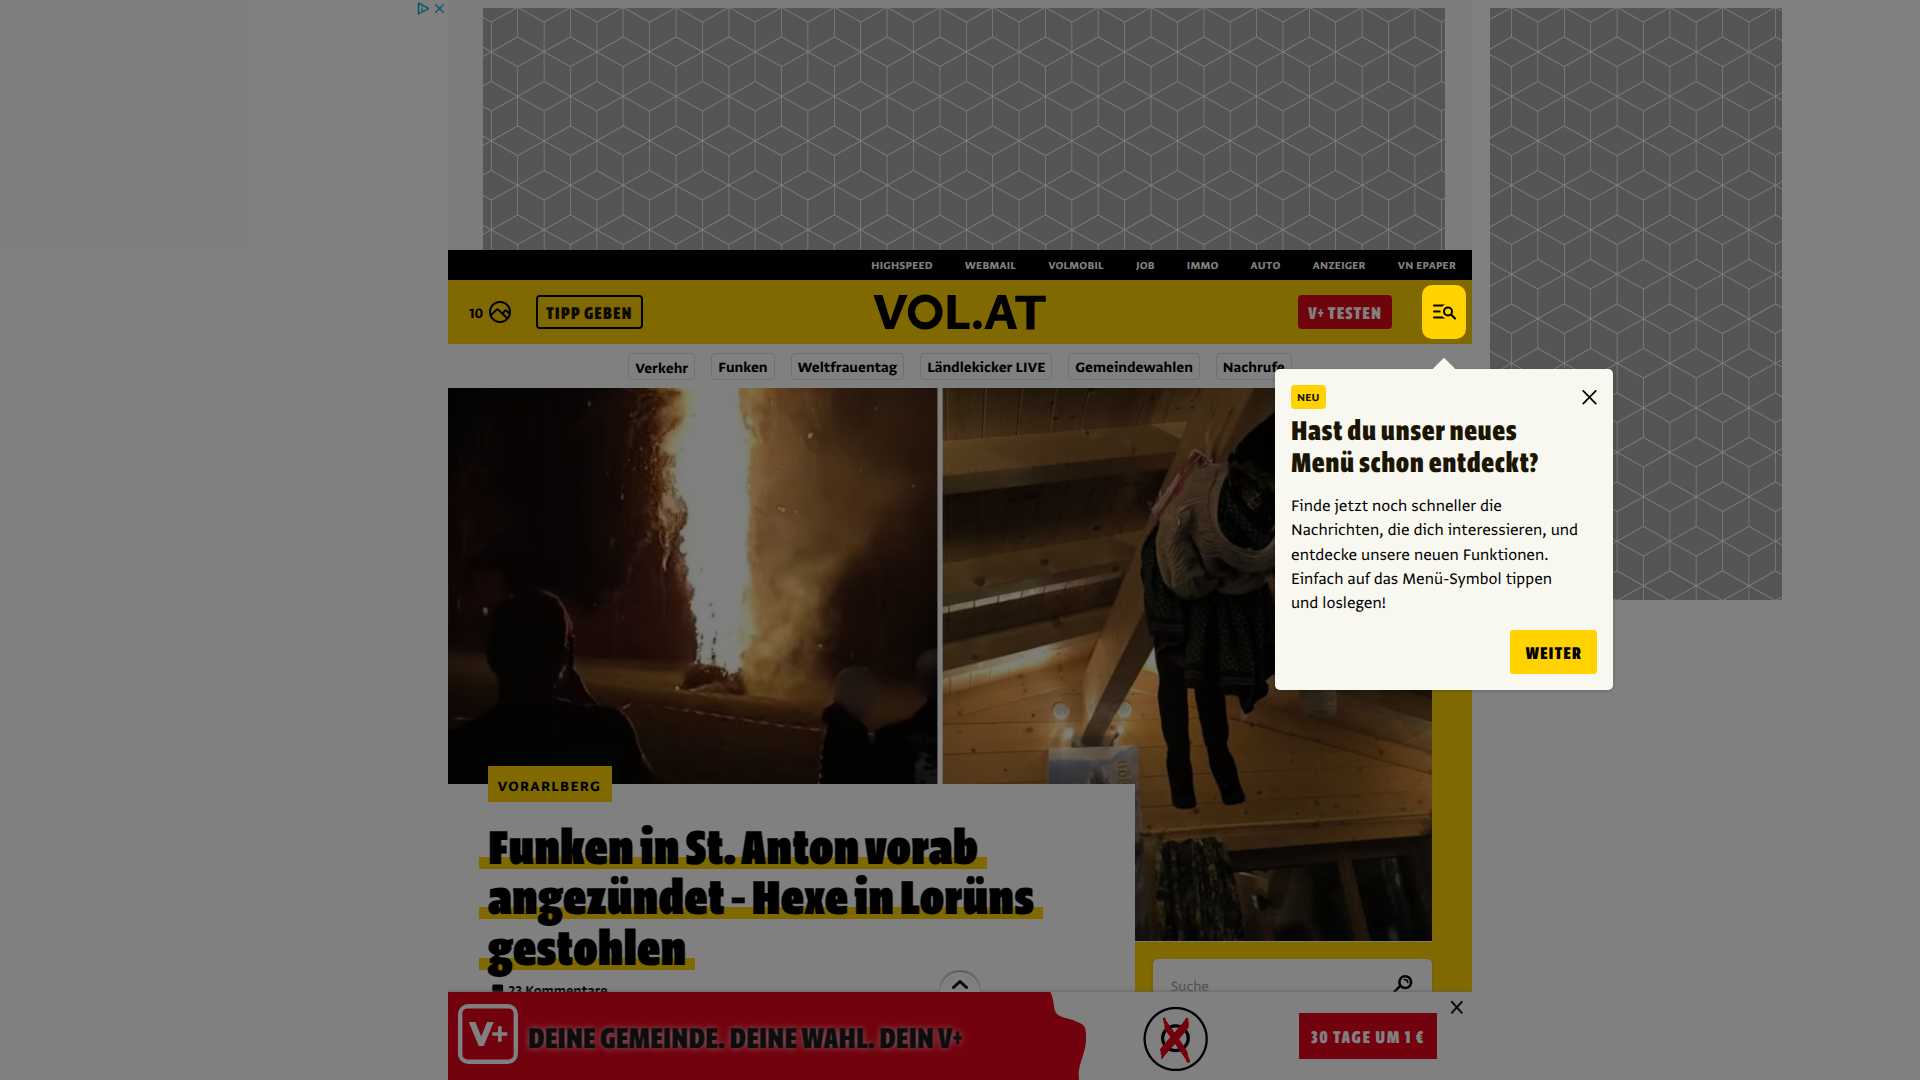 HIGHSPEED WEBMAIL VOLMOBIL JOB IMMO AUTO ANZEIGER VN EPAPER
10 TIPP GEBEN VOL.AT V+ TESTEN
Verkehr Funken Weltfrauentag Ländlekicker LIVE Gemeindewahlen Nachrufe
NEU
Hast du unser neues
Menü schon entdeckt?
Finde jetzt noch schneller die
Nachrichten, die dich interessieren, und
entdecke unsere neuen Funktionen.
Einfach auf das Menü-Symbol tippen
und loslegen!
WEITER
VORARLBERG
Funken in St. Anton vorab
angezündet - Hexe in Lorüns
gestohlen
23 Kommentare
Suche
V+ DEINE GEMEINDE. DEINE WAHL. DEIN V+
30 TAGE UM 1 €